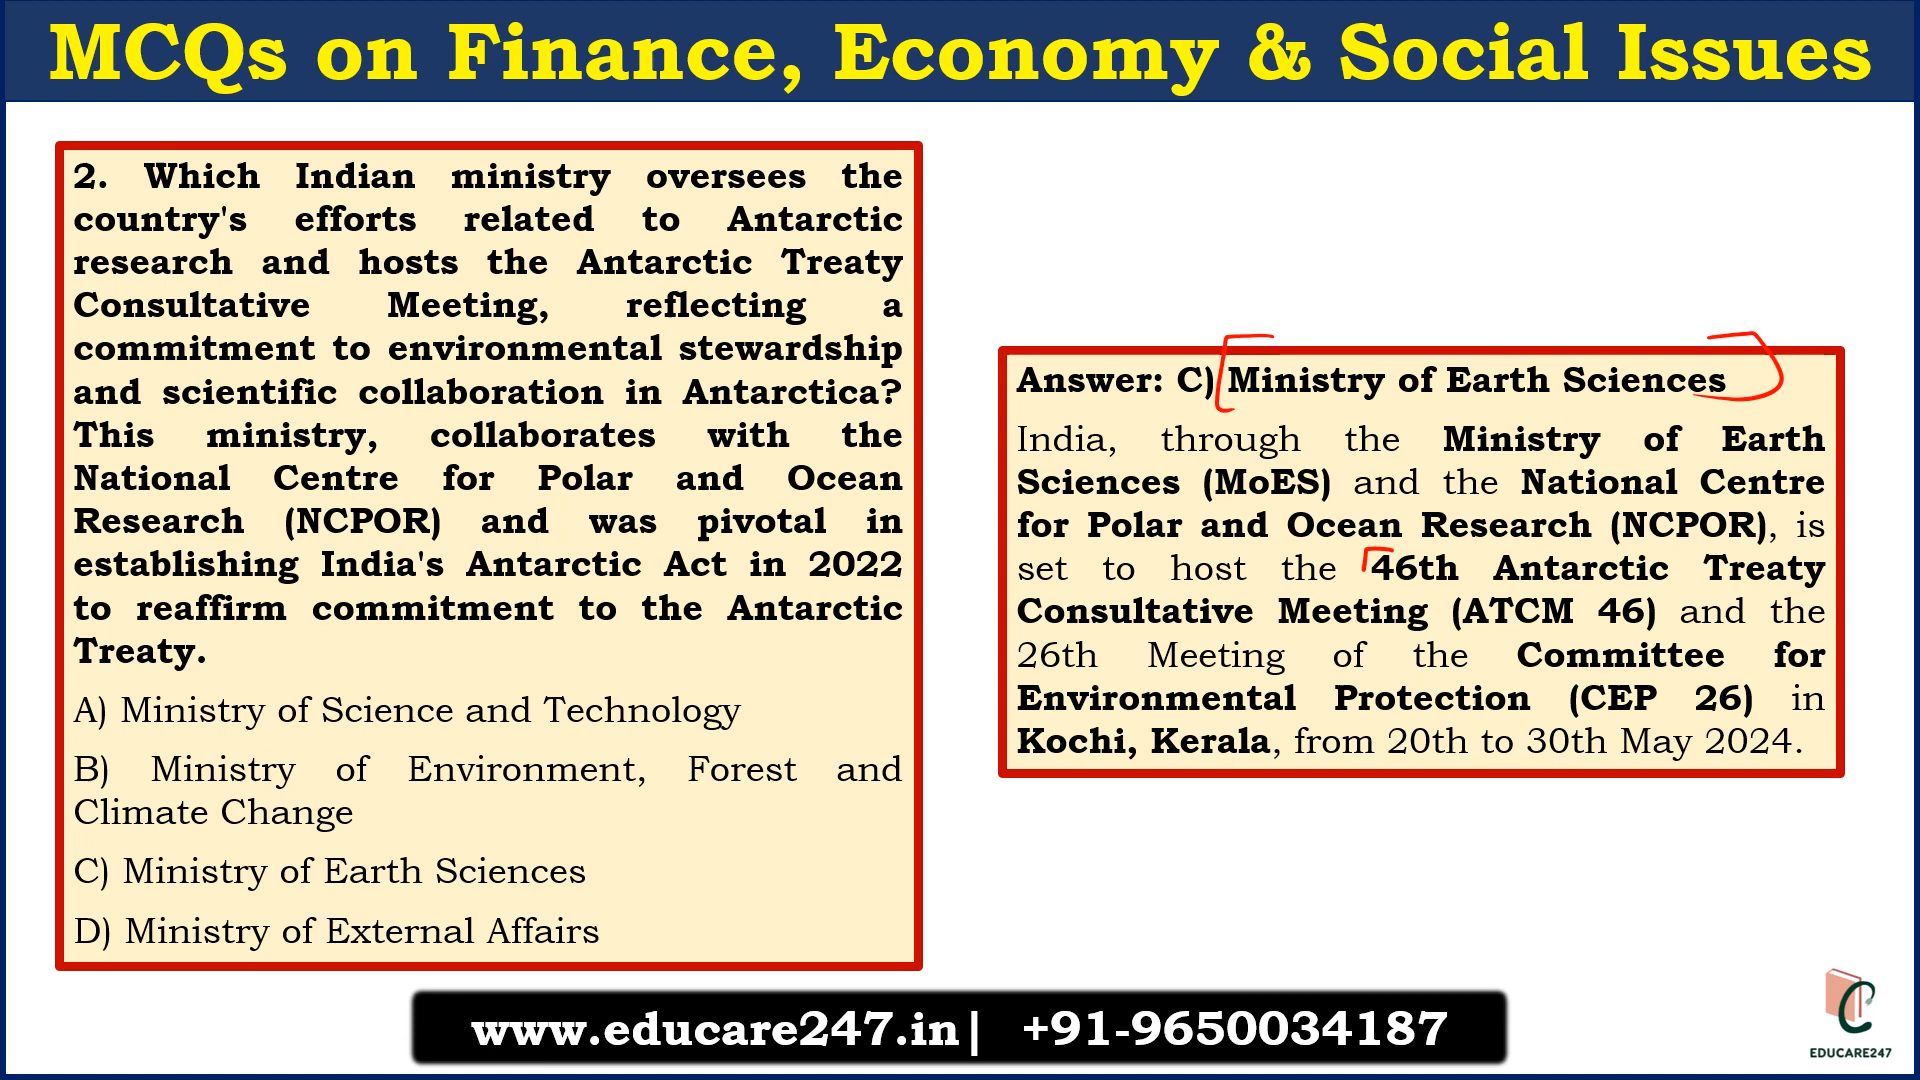 MCQs on Finance, Economy & Social Issues
2. Which Indian ministry oversees the
country's efforts related to Antarctic
research and hosts the Antarctic Treaty
Consultative Meeting, reflecting a
commitment to environmental stewardship
and scientific collaboration in Antarctica?
This ministry, collaborates with the
National Centre for Polar and Ocean
Research (NCPOR) and was pivotal in
establishing India's Antarctic Act in 2022
to reaffirm commitment to the Antarctic
Treaty.
A) Ministry of Science and Technology
B) Ministry of Environment, Forest and
Climate Change
C) Ministry of Earth Sciences
D) Ministry of External Affairs
Answer: C) Ministry of Earth Sciences
India, through the Ministry of Earth
Sciences (MoES) and the National Centre
for Polar and Ocean Research (NCPOR), is
set to host the 46th Antarctic Treaty
Consultative Meeting (ATCM 46) and the
26th Meeting of the Committee for
Environmental Protection (CEP 26) in
Kochi, Kerala, from 20th to 30th May 2024.
www.educare247.in| +91-9650034187
EDUCARE247